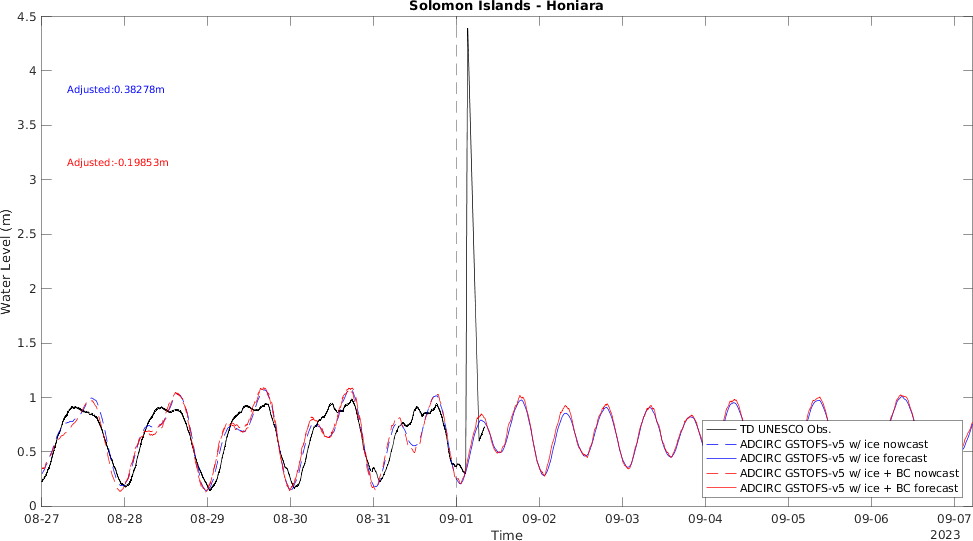 Solomon Islands - Honiara
4.5
4
3.5
3
2.5
2
1.5
1
0.5
0
Water Level (m)
Adjusted:0.38278m
Adjusted:-0.19853m
TD UNESCO Obs.
ADCIRC GSTOFS-v5 w/ ice nowcast
ADCIRC GSTOFS-v5 w/ ice forecast
ADCIRC GSTOFS-v5 w/ ice + BC nowcast
ADCIRC GSTOFS-v5 w/ ice + BC forecast
08-27 08-28 08-29 08-30 08-31 09-01 09-02 09-03 09-04 09-05 09-06 09-07
Time
2023